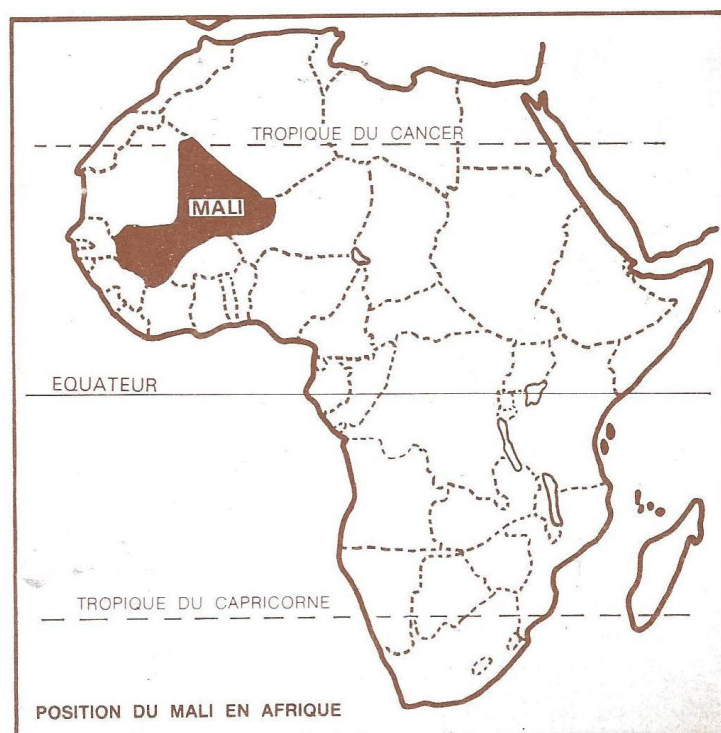 TROPIQUE DU CANCER
MALI
EQUATEUR
TROPIQUE DU CAPRICORNE
POSITION DU MALI EN AFRIQUE